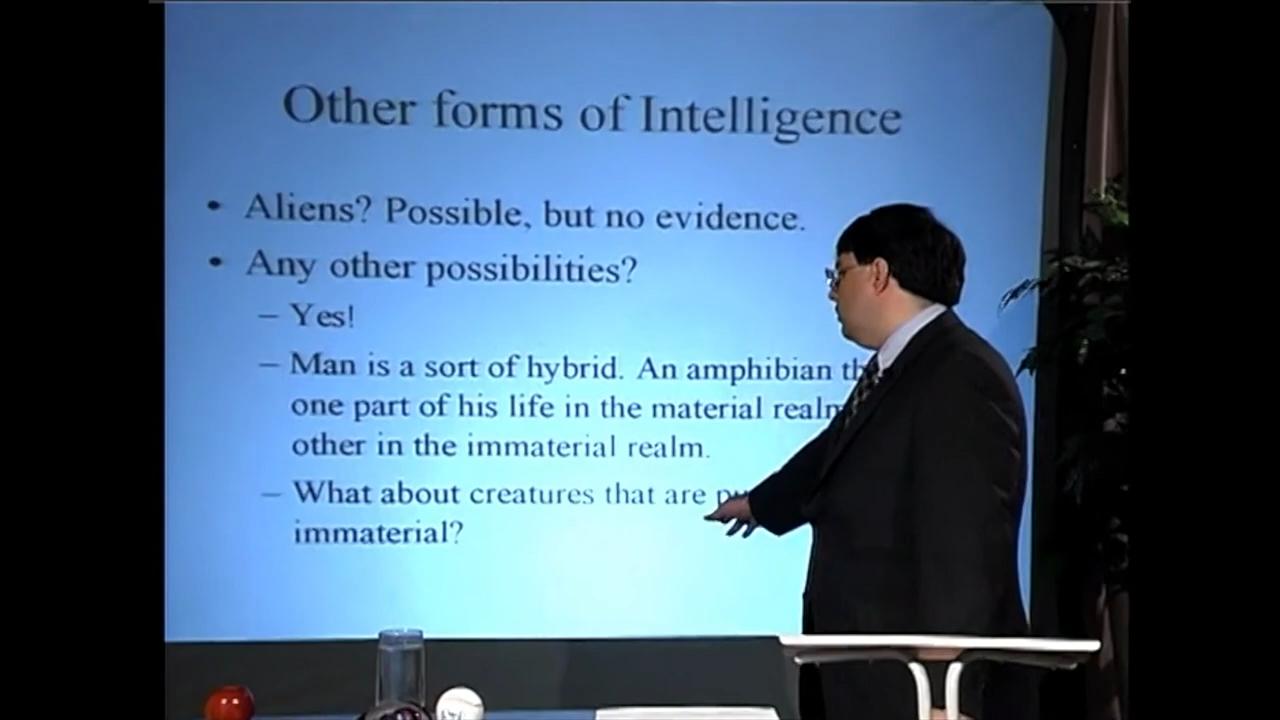 Other forms of Intelligence
• Aliens? Possible, but no evidence.
• Any other possibilities?
– Yes!
– Man is a sort of hybrid. An amphibian
one part of his life in the material realm
other in the immaterial realm.
– What about creatures that are
immaterial?